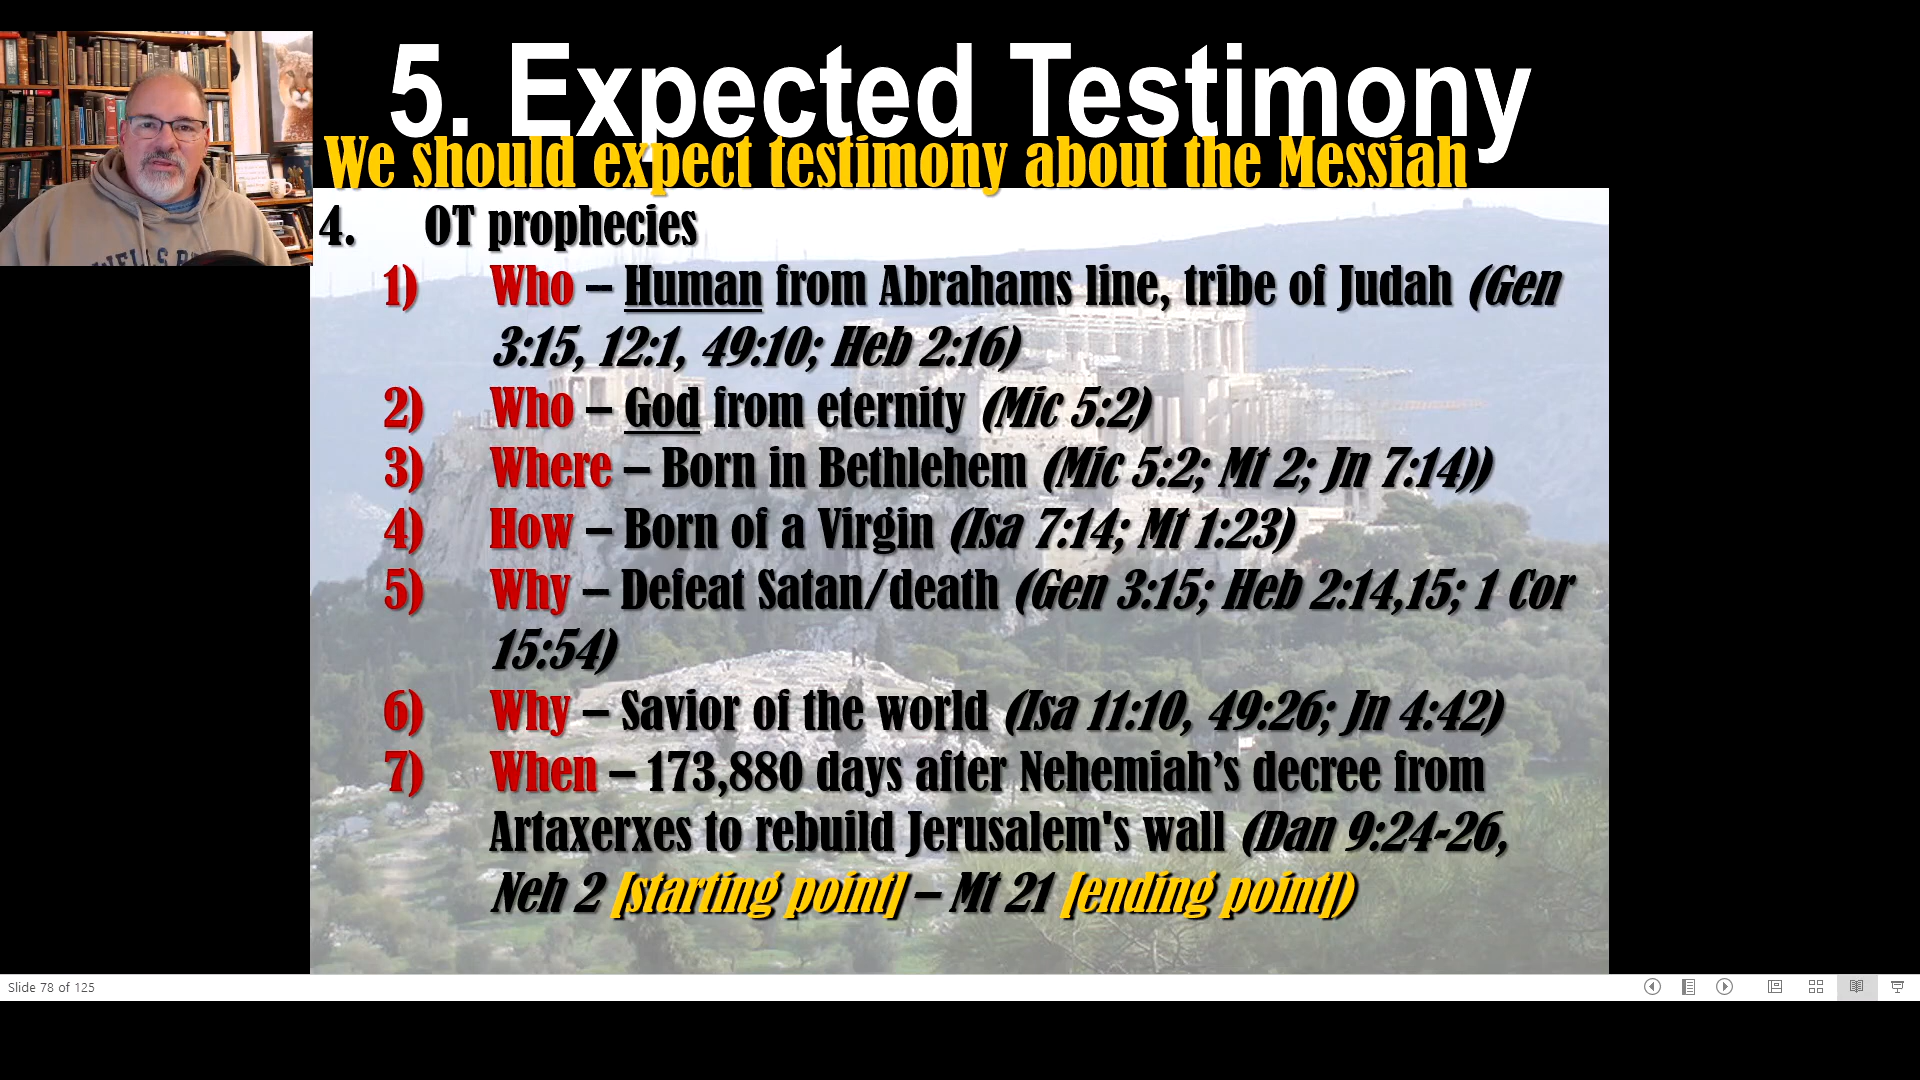 5. Expected Testimony
We should expect testimony about the Messiah
4. OT prophecies
1) Who – Human from Abrahams line, tribe of Judah (Gen
3:15, 12:1, 49:10; Heb 2:16)
2) Who – God from eternity (Mic 5:2)
3) Where – Born in Bethlehem (Mic 5:2; Mt 2; Jn 7:14))
4) How – Born of a Virgin (Isa 7:14; Mt 1:23)
5) Why – Defeat Satan/death (Gen 3:15; Heb 2:14,15; 1 Cor
15:54)
6) Why – Savior of the world (Isa 11:10, 49:26; Jn 4:42)
7) When – 173,880 days after Nehemiah’s decree from
Artaxerxes to rebuild Jerusalem's wall (Dan 9:24-26,
Neh 2 [starting point] – Mt 21 [ending point])
Slide 78 of 125